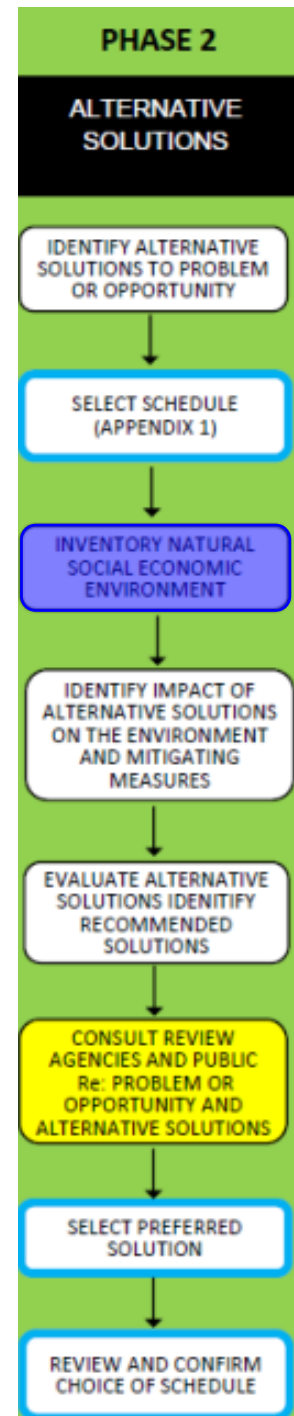 PHASE 2
ALTERNATIVE
SOLUTIONS
IDENTIFY ALTERNATIVE
SOLUTIONS TO PROBLEM
OR OPPORTUNITY
SELECT SCHEDULE
(APPENDIX 1)
INVENTORY NATURAL
SOCIAL ECONOMIC
ENVIRONMENT
IDENTIFY IMPACT OF
ALTERNATIVE SOLUTIONS
ON THE ENVIRONMENT
AND MITIGATING
MEASURES
EVALUATE ALTERNATIVE
SOLUTIONS IDENITIFY
RECOMMENDED
SOLUTIONS
CONSULT REVIEW
AGENCIES AND PUBLIC
Re: PROBLEM OR
OPPORTUNITY AND
ALTERNATIVE SOLUTIONS
SELECT PREFERRED
SOLUTION
REVIEW AND CONFIRM
CHOICE OF SCHEDULE